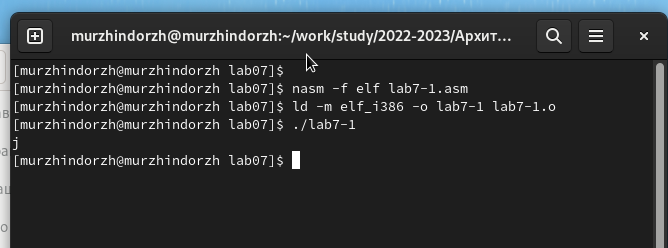 murzhindorzh@murzhindorzh:~/work/study/2022-2023/Архит...
[murzhindorzh@murzhindorzh lab07]$
[murzhindorzh@murzhindorzh lab07]$ nasm -f elf lab7-1.asm
[murzhindorzh@murzhindorzh lab07]$ ld -m elf_i386 -o lab7-1 lab7-1.o
[murzhindorzh@murzhindorzh lab07]$ ./lab7-1
j
[murzhindorzh@murzhindorzh lab07]$